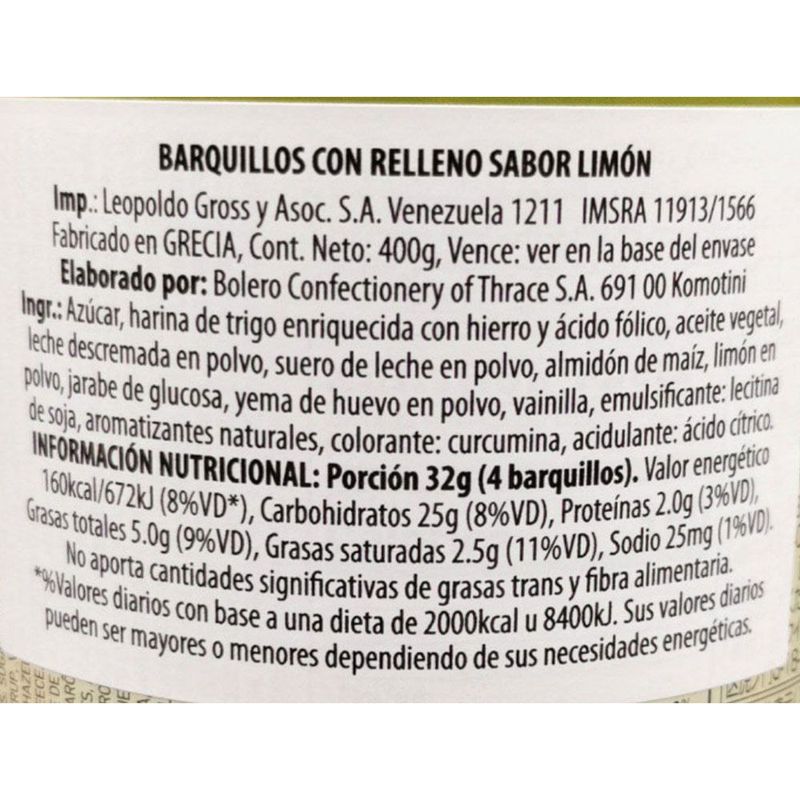 BARQUILLOS CON RELLENO SABOR LIMÓN
Imp.: Leopoldo Gross y Asoc. S.A. Venezuela 1211 IMSRA 11913/1566
Fabricado en GRECIA, Cont. Neto: 400g, Vence: ver en la base del envase
Elaborado por: Bolero Confectionery of Thrace S.A. 691 00 Komotini
Ingr.: Azúcar, harina de trigo enriquecida con hierro y ácido fólico, aceite vegetal,
leche descremada en polvo, suero de leche en polvo, almidón de maíz, limón en
polvo, jarabe de glucosa, yema de huevo en polvo, vainilla, emulsificante: lecitina
de soja, aromatizantes naturales, colorante: curcumina, acidulante: ácido cítrico.
INFORMACIÓN NUTRICIONAL: Porción 32g (4 barquillos). Valor energético
160kcal/672kJ (8%VD*), Carbohidratos 25g (8%VD), Proteínas 2.0g (3%VD),
Grasas totales 5.0g (9%VD), Grasas saturadas 2.5g (11%VD), Sodio 25mg (1%VD).
No aporta cantidades significativas de grasas trans y fibra alimentaria.
*%Valores diarios con base a una dieta de 2000kcal u 8400kJ. Sus valores diarios
pueden ser mayores o menores dependiendo de sus necesidades energéticas.